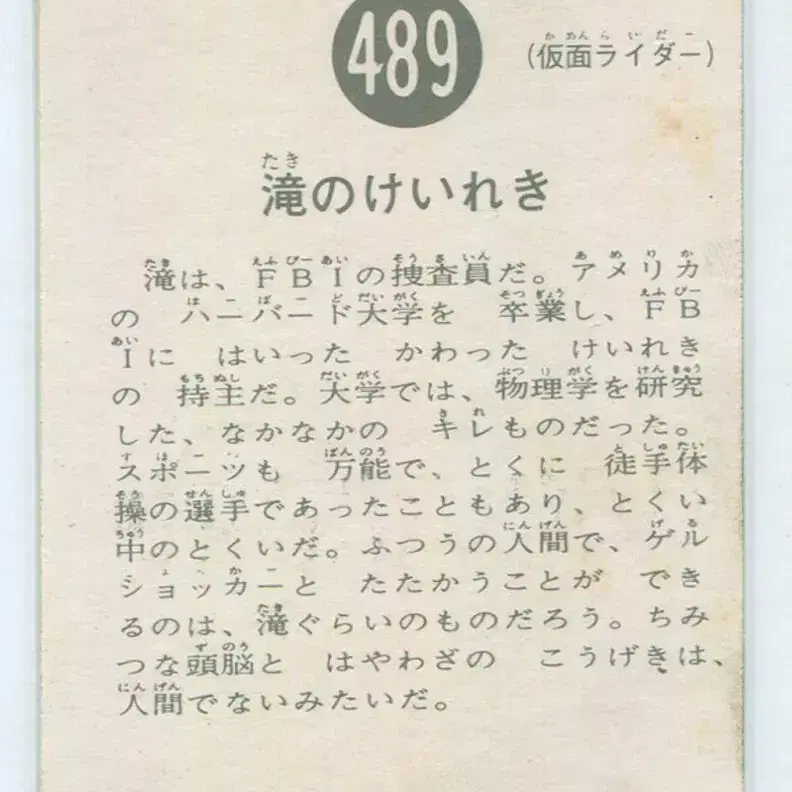 489
(仮面ライダー)
滝のけいれき
滝は、FBIの捜査員だ。アメリカ
の ハーバード大学を 卒業し、FB
Iに はいった かわった けいれき
の 持主だ。大学では、物理学を研究
した、なかなかの キレものだった。
スポーツも 万能で、とくに 徒手体
操の選手であったこともあり、とくい
中のとくいだ。ふつうの人間で、ゲル
ショッカーと たたかうことが でき
るのは、滝ぐらいのものだろう。ちみ
つな頭脳と はやわざの こうげきは、
人間でないみたいだ。